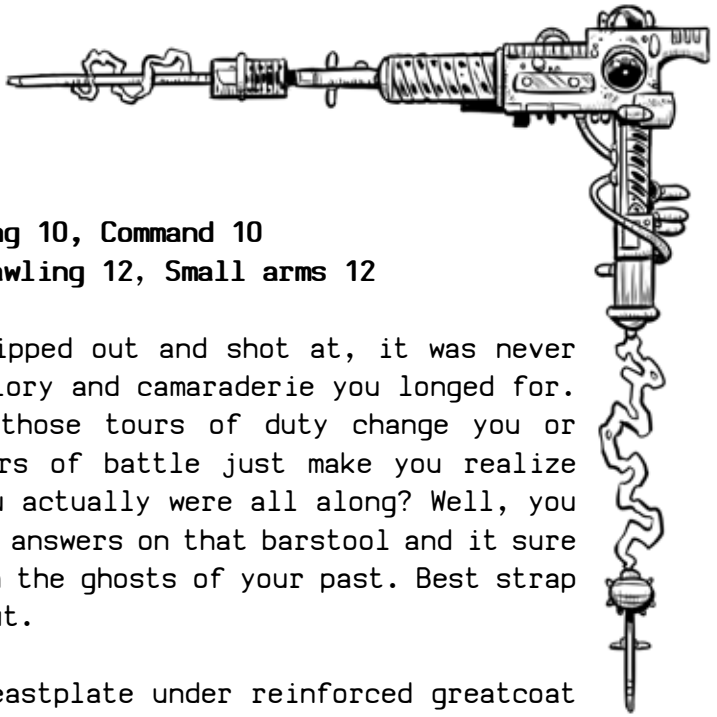 ng 10, Command 10
awling 12, Small arms 12
ipped out and shot at, it was never
lory and camaraderie you longed for.
those tours of duty change you or
rs of battle just make you realize
u actually were all along? Well, you
answers on that barstool and it sure
the ghosts of your past. Best strap
ut.
eastplate under reinforced greatcoat